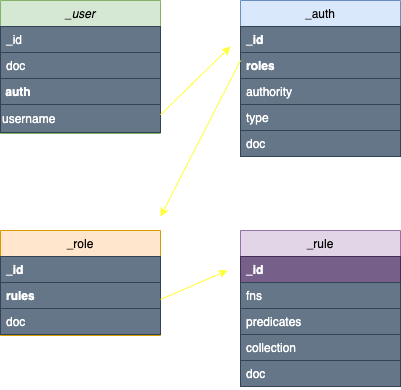 _user
_id
doc
auth
username
_auth
_id
roles
authority
type
doc
_role
_id
rules
doc
_rule
_id
fns
predicates
collection
doc